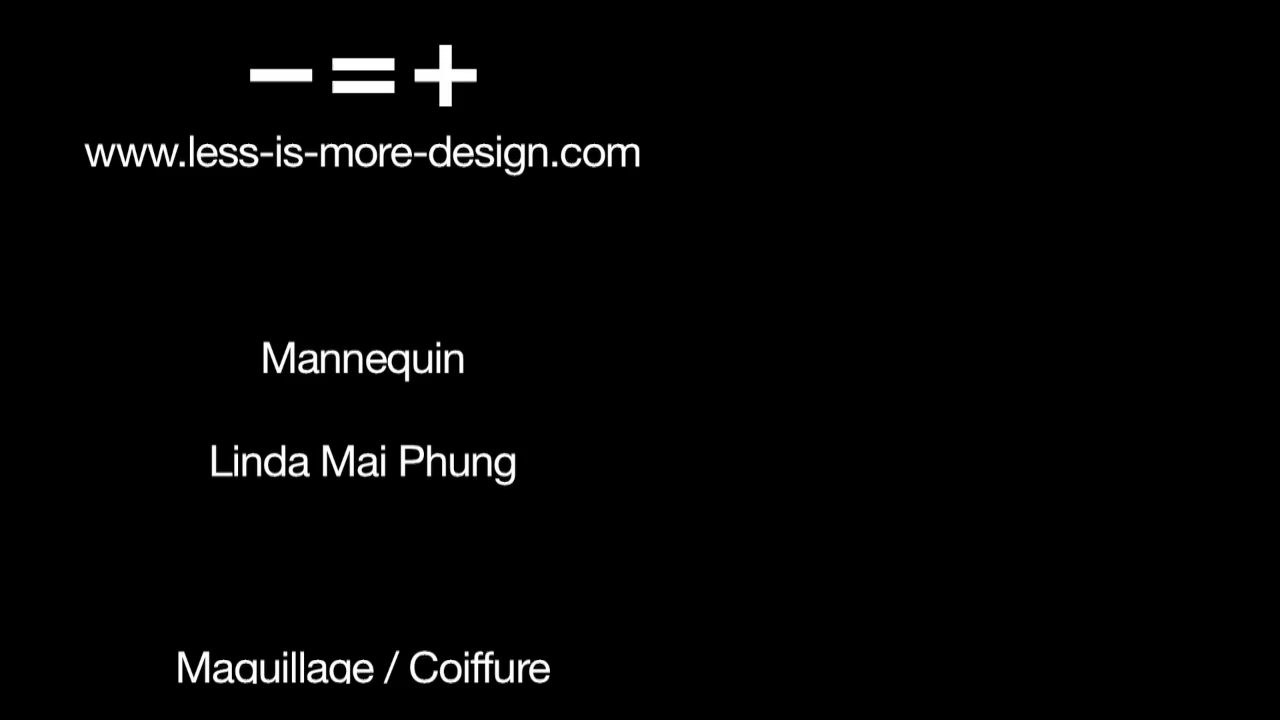 – = +
www.less-is-more-design.com
Mannequin
Linda Mai Phung
Maquillage / Coiffure